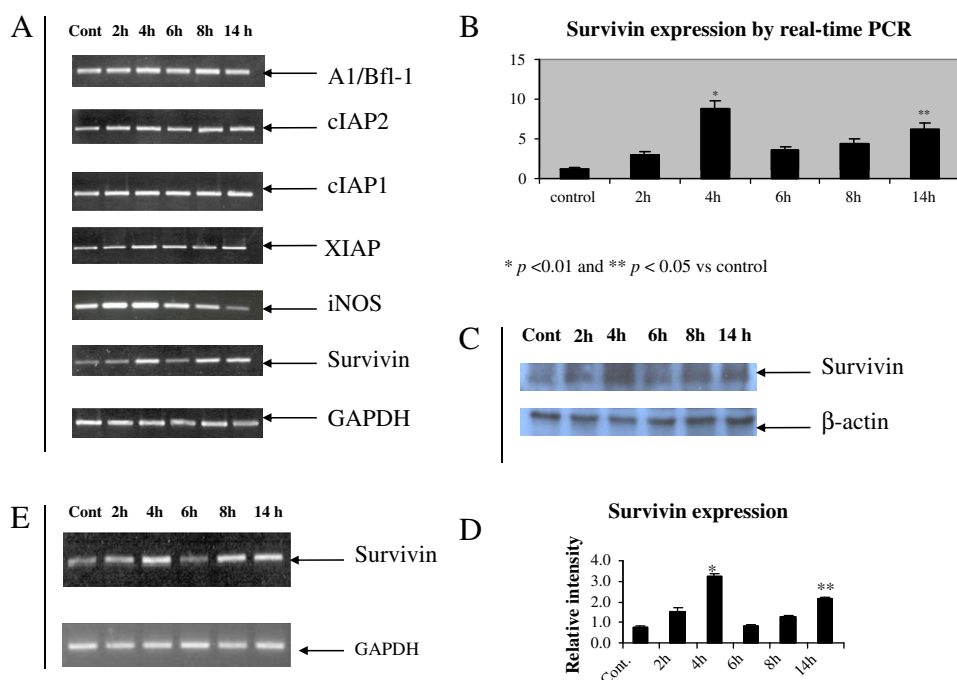 A
Cont 2h 4h 6h 8h 14 h
A1/Bfl-1
cIAP2
cIAP1
XIAP
iNOS
Survivin
GAPDH
B
Survivin expression by real-time PCR
15
10
5
0
*
**
control 2h 4h 6h 8h 14h
* p <0.01 and ** p < 0.05 vs control
C
Cont 2h 4h 6h 8h 14 h
Survivin
β-actin
E
Cont 2h 4h 6h 8h 14 h
Survivin
GAPDH
D
Survivin expression
Relative intensity
4.0
3.0
2.0
1.0
0.0
*
**
Cont. 2h 4h 6h 8h 14h